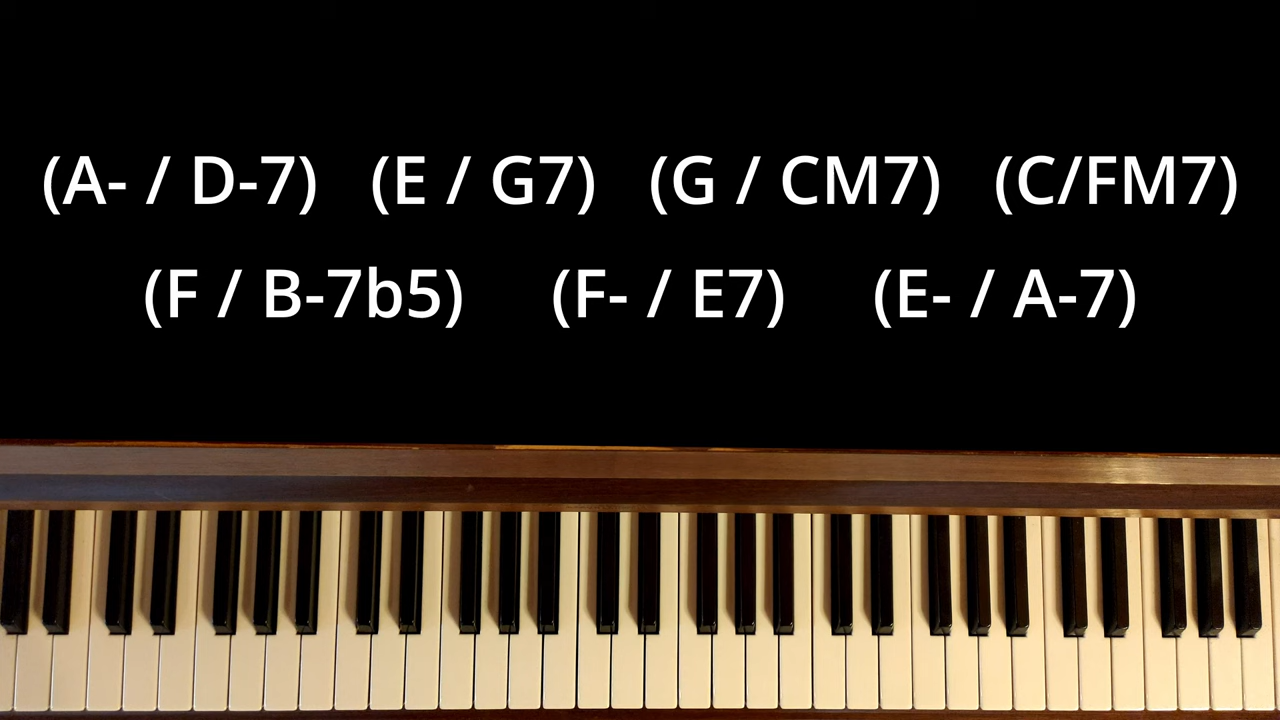 (A- / D-7) (E / G7) (G / CM7) (C/FM7)
(F / B-7b5) (F- / E7) (E- / A-7)